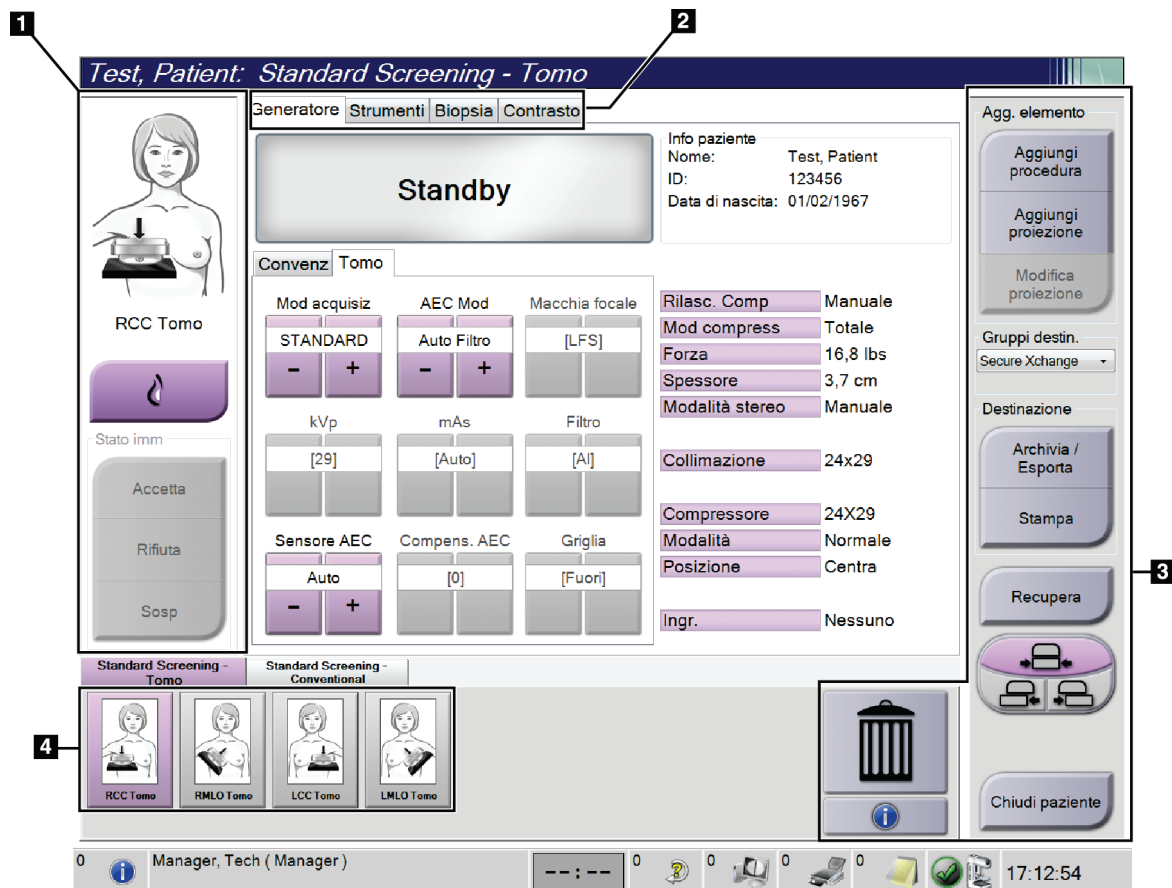 1
2
Test, Patient: Standard Screening - Tomo
Generatore Strumenti Biopsia Contrasto
Standby
Info paziente
Nome: Test, Patient
ID: 123456
Data di nascita: 01/02/1967
RCC Tomo
Stato imm
Accetta
Rifiuta
Sosp
Convenz Tomo
Mod acquisiz AEC Mod Macchia focale
STANDARD Auto Filtro [LFS]
- + - +
kVp mAs Filtro
[29] [Auto] [Al]
Sensore AEC Compens. AEC Griglia
Auto [0] [Fuori]
- +
Rilasc. Comp Manuale
Mod compress Totale
Forza 16,8 lbs
Spessore 3,7 cm
Modalità stereo Manuale
Collimazione 24x29
Compressore 24X29
Modalità Normale
Posizione Centra
Ingr. Nessuno
Agg. elemento
Aggiungi
procedura
Aggiungi
proiezione
Modifica
proiezione
Gruppi destin.
Secure Xchange
Destinazione
Archivia /
Esporta
Stampa
3
Recupera
Chiudi paziente
Standard Screening -
Tomo
Standard Screening -
Conventional
4
RCC Tomo RMLO Tomo LCC Tomo LMLO Tomo
0 Manager, Tech ( Manager ) --:-- 0 0 0 0 17:12:54